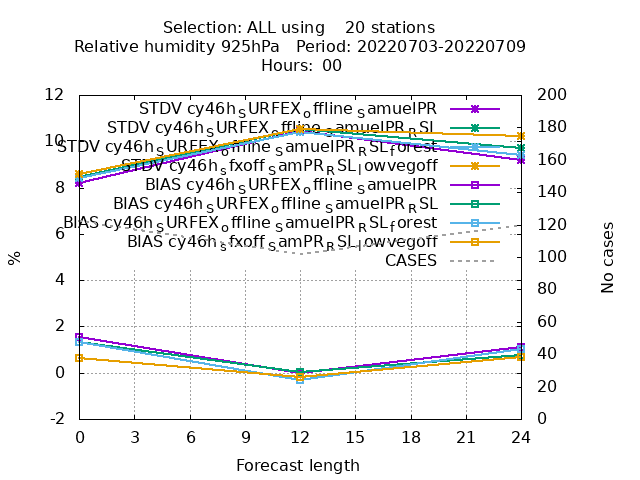 Selection: ALL using 20 stations
Relative humidity 925hPa Period: 20220703-20220709
Hours: 00
12
10
8
6
4
2
0
-2
%
STDV cy46h_SURFEX_offline_SamuelPR
STDV cy46h_SURFEX_offline_SamuelPR_RSL
STDV cy46h_SURFEX_offline_SamuelPR_RSL_forest
STDV cy46h_sfxoff_SamPR_RSL_lowvegoff
BIAS cy46h_SURFEX_offline_SamuelPR
BIAS cy46h_SURFEX_offline_SamuelPR_RSL
BIAS cy46h_SURFEX_offline_SamuelPR_RSL_forest
BIAS cy46h_sfxoff_SamPR_RSL_lowvegoff
CASES
200
180
160
140
120
100
80
60
40
20
0
No cases
0 3 6 9 12 15 18 21 24
Forecast length